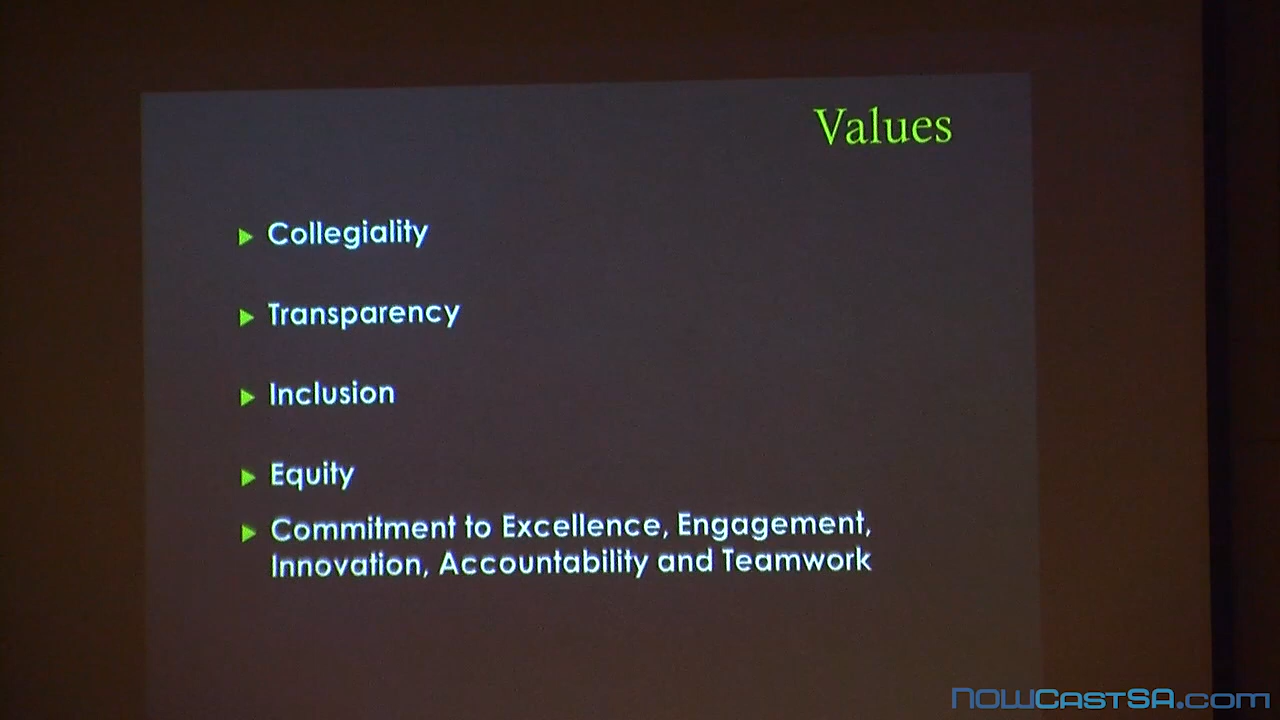 Values
Collegiality
Transparency
Inclusion
Equity
Commitment to Excellence, Engagement,
Innovation, Accountability and Teamwork
NOWCASTSA.com